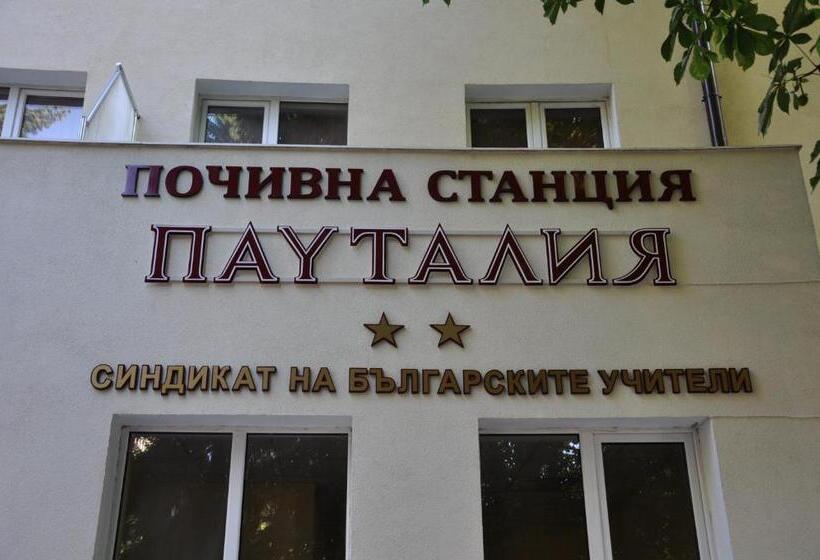 ПОЧИВНА СТАНЦИЯ
ПАУТАЛИЯ
СИНДИКАТ НА БЪЛГАРСКИТЕ УЧИТЕЛИ